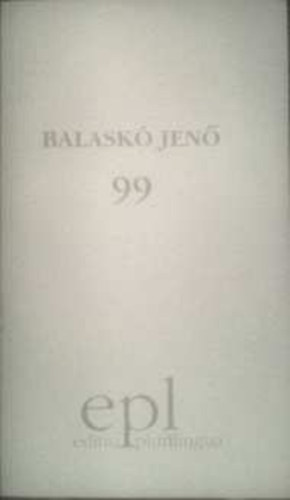 BALASKÓ JENŐ
99
epl
editio plurilingua